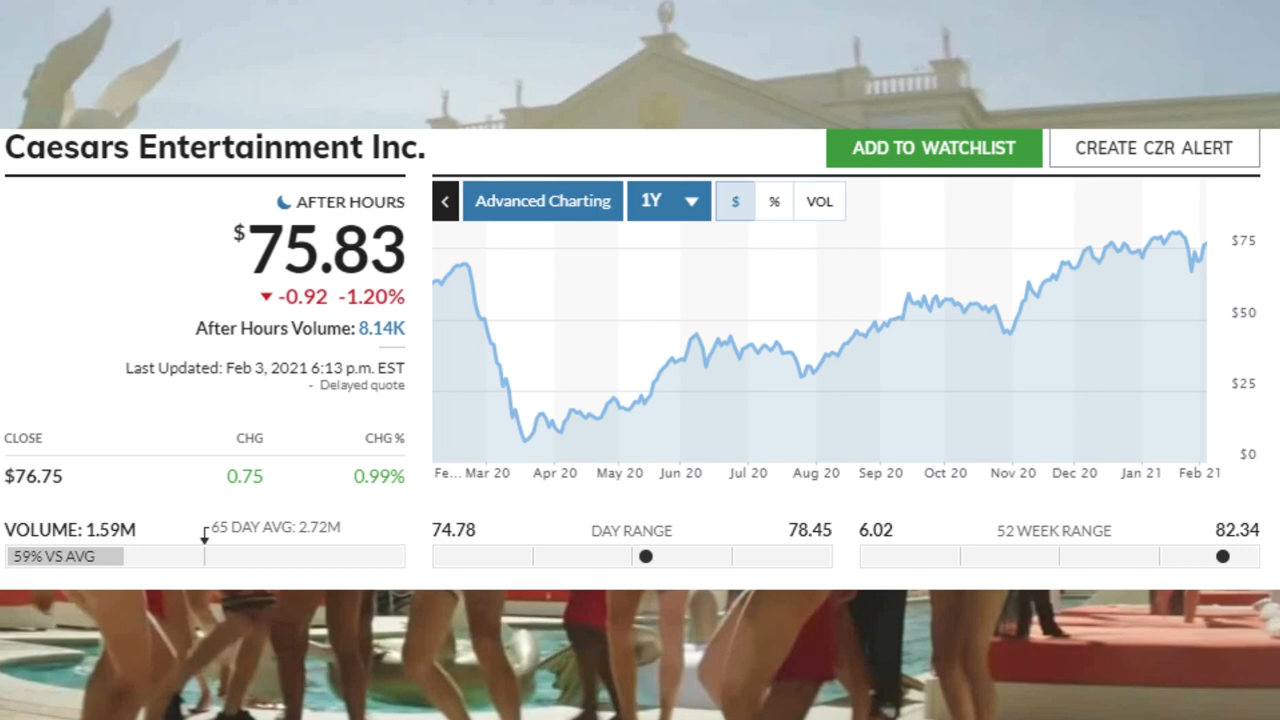 Caesars Entertainment Inc.
ADD TO WATCHLIST
CREATE CZR ALERT
AFTER HOURS
$75.83
-0.92 -1.20%
After Hours Volume: 8.14K
Last Updated: Feb 3, 2021 6:13 p.m. EST
- Delayed quote
CLOSE CHG CHG %
$76.75 0.75 0.99%
VOLUME: 1.59M
65 DAY AVG: 2.72M
59% VS AVG
Advanced Charting 1Y $ % VOL
$75
$50
$25
$0
Fe... Mar 20 Apr 20 May 20 Jun 20 Jul 20 Aug 20 Sep 20 Oct 20 Nov 20 Dec 20 Jan 21 Feb 21
74.78 DAY RANGE 78.45
6.02 52 WEEK RANGE 82.34